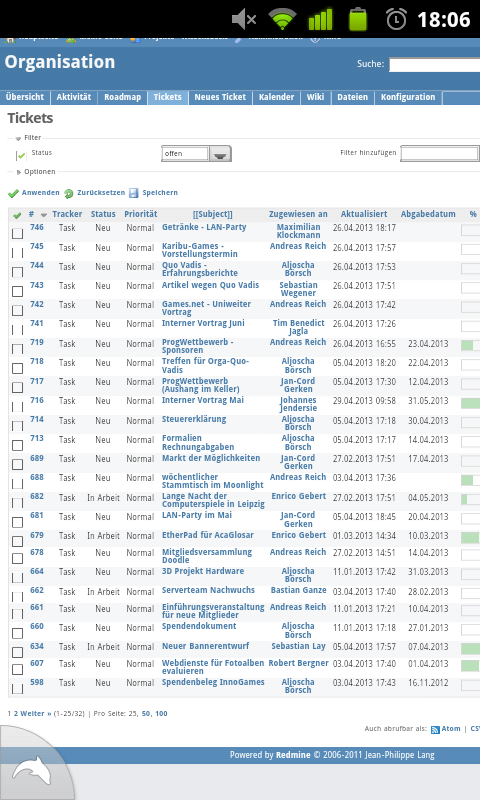 18:06
Organisation
Suche:
Übersicht Aktivität Roadmap Tickets Neues Ticket Kalender Wiki Dateien Konfiguration
Tickets
Filter
Status offen Filter hinzufügen
Optionen
Anwenden Zurücksetzen Speichern
# Tracker Status Priorität [[Subject]] Zugewiesen an Aktualisiert Abgabedatum %
746 Task Neu Normal Getränke - LAN-Party Maximilian Klockmann 26.04.2013 18:17
745 Task Neu Normal Karibu-Games - Vorstellungstermin Andreas Reich 26.04.2013 17:57
744 Task Neu Normal Quo Vadis - Erfahrungsberichte Aljoscha Börsch 26.04.2013 17:53
743 Task Neu Normal Artikel wegen Quo Vadis Sebastian Wegener 26.04.2013 17:51
742 Task Neu Normal Games.net - Uniweiter Vortrag Andreas Reich 26.04.2013 17:42
741 Task Neu Normal Interner Vortrag Juni Tim Benedict Jagla 26.04.2013 17:26
719 Task Neu Normal ProgWettbewerb - Sponsoren Andreas Reich 26.04.2013 16:55 23.04.2013
718 Task Neu Normal Treffen für Orga-Quo-Vadis Aljoscha Börsch 05.04.2013 18:20 22.04.2013
717 Task Neu Normal ProgWettbewerb (Aushang im Keller) Jan-Cord Gerken 05.04.2013 17:30 12.04.2013
716 Task Neu Normal Interner Vortrag Mai Johannes Jendersie 29.04.2013 09:58 31.05.2013
714 Task Neu Normal Steuererklärung Aljoscha Börsch 05.04.2013 17:18 30.04.2013
713 Task Neu Normal Formalien Rechnungabgaben Aljoscha Börsch 05.04.2013 17:17 14.04.2013
689 Task Neu Normal Markt der Möglichkeiten Jan-Cord Gerken 27.02.2013 17:51 17.04.2013
688 Task Neu Normal wöchentlicher Stammtisch im Moonlight Andreas Reich 03.04.2013 17:36
682 Task In Arbeit Normal Lange Nacht der Computerspiele in Leipzig Enrico Gebert 27.02.2013 17:51 04.05.2013
681 Task Neu Normal LAN-Party im Mai Jan-Cord Gerken 05.04.2013 18:45 20.04.2013
679 Task In Arbeit Normal EtherPad für AcaGlosar Enrico Gebert 01.03.2013 14:34 10.03.2013
678 Task Neu Normal Mitgliedsversammlung Doodle Andreas Reich 27.02.2013 14:51 14.04.2013
664 Task Neu Normal 3D Projekt Hardware Aljoscha Börsch 11.01.2013 17:42 31.03.2013
662 Task In Arbeit Normal Serverteam Nachwuchs Bastian Ganze 03.04.2013 17:40 28.02.2013
661 Task Neu Normal Einführungsveranstaltung für neue Mitglieder Andreas Reich 11.01.2013 17:21 10.04.2013
660 Task Neu Normal Spendendokument Aljoscha Börsch 11.01.2013 17:18 27.01.2013
634 Task In Arbeit Normal Neuer Bannerentwurf Sebastian Lay 05.04.2013 17:57 07.04.2013
607 Task Neu Normal Webdienste für Fotoalben evaluieren Robert Bergner 03.04.2013 17:40 01.04.2013
598 Task Neu Normal Spendenbeleg InnoGames Aljoscha Börsch 03.04.2013 17:43 16.11.2012
1 2 Weiter » (1-25/32) | Pro Seite: 25, 50, 100
Auch abrufbar als: Atom | CSV
Powered by Redmine © 2006-2011 Jean-Philippe Lang